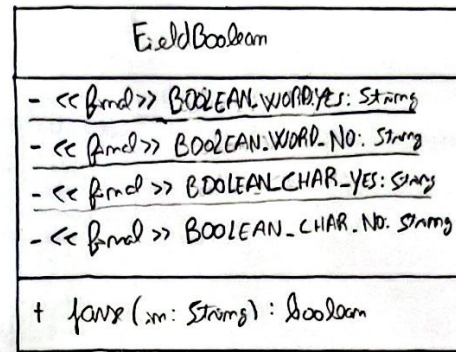 FieldBoolean
- << final >> BOOLEAN_WORD_YES: String
- << final >> BOOLEAN_WORD_NO: String
- << final >> BOOLEAN_CHAR_YES: String
- << final >> BOOLEAN_CHAR_NO: String
+ parse(in: String) : boolean